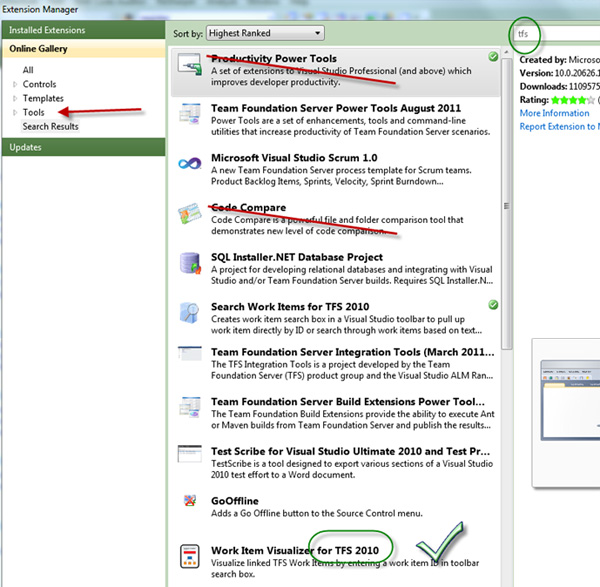 Extension Manager
Installed Extensions
Online Gallery
All
Controls
Templates
Tools
Search Results
Updates
Sort by: Highest Ranked
Productivity Power Tools
A set of extensions to Visual Studio Professional (and above) which
improves developer productivity.
Team Foundation Server Power Tools August 2011
Power Tools are a set of enhancements, tools and command-line
utilities that increase productivity of Team Foundation Server scenarios.
Microsoft Visual Studio Scrum 1.0
A new Team Foundation Server process template for Scrum teams.
Product Backlog Items, Sprints, Velocity, Sprint Burndown...
Code Compare
Code Compare is a powerful file and folder comparison tool that
demonstrates new level of code comparison.
SQL Installer.NET Database Project
A project for developing relational databases and integrating with Visual
Studio and/or Team Foundation Server builds. Requires SQL Installer.N...
Search Work Items for TFS 2010
Creates work item search box in a Visual Studio toolbar to pull up
work item directly by ID or search through work items based on text...
Team Foundation Server Integration Tools (March 2011...
The TFS Integration Tools is a project developed by the Team
Foundation Server (TFS) product group and the Visual Studio ALM Ran...
Team Foundation Server Build Extensions Power Tool...
The Team Foundation Build Extensions provide the ability to execute Ant
or Maven builds from Team Foundation Server and publish the results...
Test Scribe for Visual Studio Ultimate 2010 and Test Pr...
TestScribe is a tool designed to export various sections of a Visual Studio
2010 test effort to a Word document.
GoOffline
Adds a Go Offline button to the Source Control menu.
Work Item Visualizer for TFS 2010
Visualize linked TFS Work Items by entering a work item ID in toolbar
search box.
tfs
Created by: Microso
Version: 10.0.20626.1
Downloads: 1109575
Rating:
More Information
Report Extension to M